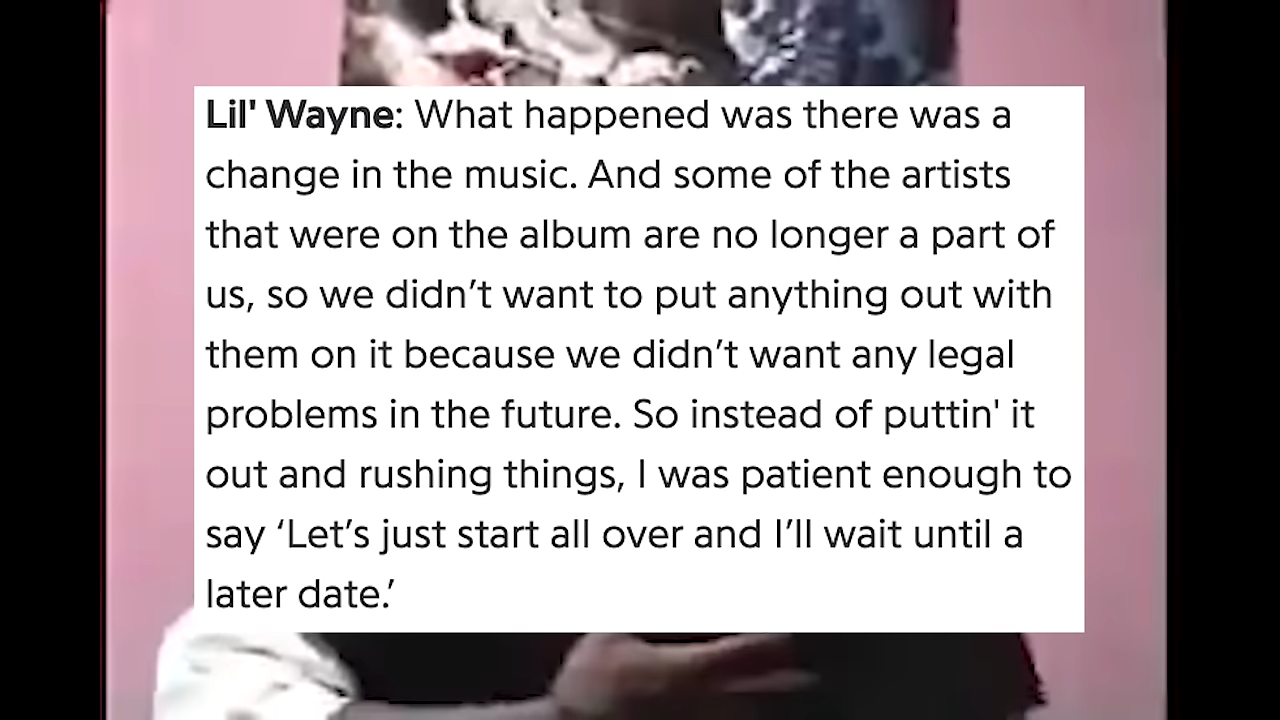 Lil' Wayne: What happened was there was a
change in the music. And some of the artists
that were on the album are no longer a part of
us, so we didn’t want to put anything out with
them on it because we didn’t want any legal
problems in the future. So instead of puttin' it
out and rushing things, I was patient enough to
say ‘Let’s just start all over and I’ll wait until a
later date.’